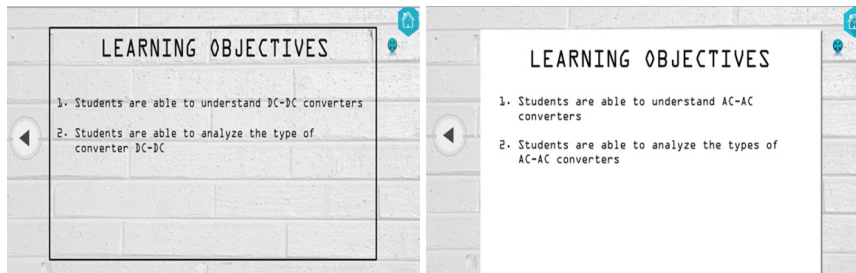 LEARNING OBJECTIVES
1. Students are able to understand DC-DC converters
2. Students are able to analyze the type of
converter DC-DC
LEARNING OBJECTIVES
1. Students are able to understand AC-AC
converters
2. Students are able to analyze the types of
AC-AC converters